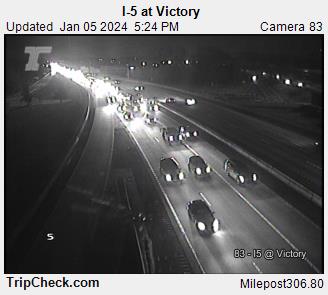 I-5 at Victory
Updated Jan 05 2024 5:24 PM Camera 83
T
S
83 - I5 @ Victory
TripCheck.com Milepost306.80